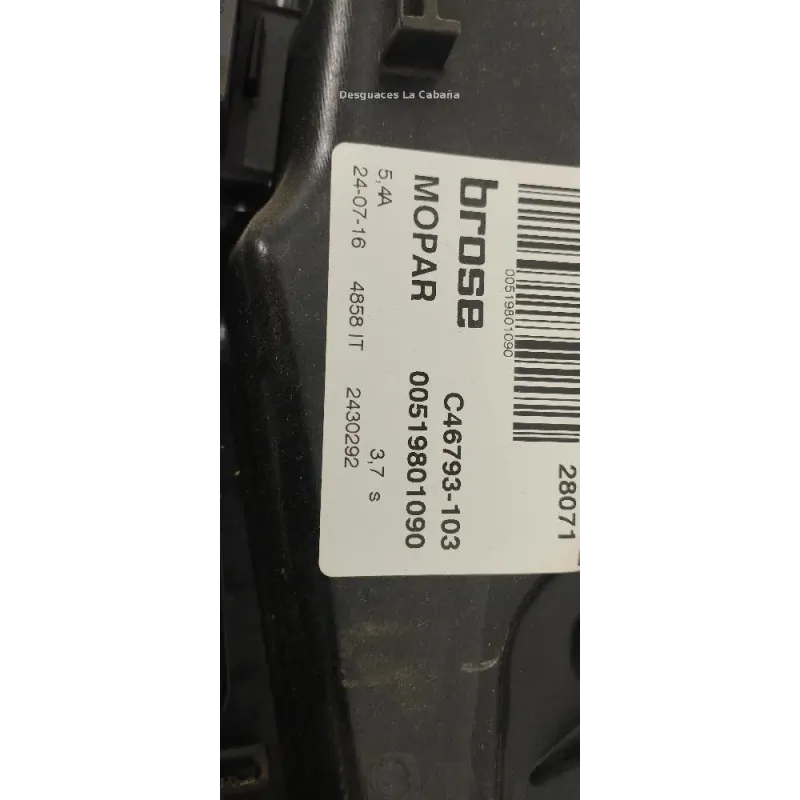 Desguaces La Cabaña
00519801090
28071
brose C46793-103
MOPAR 00519801090
5,4A 3,7 s
24-07-16 4858 IT 2430292